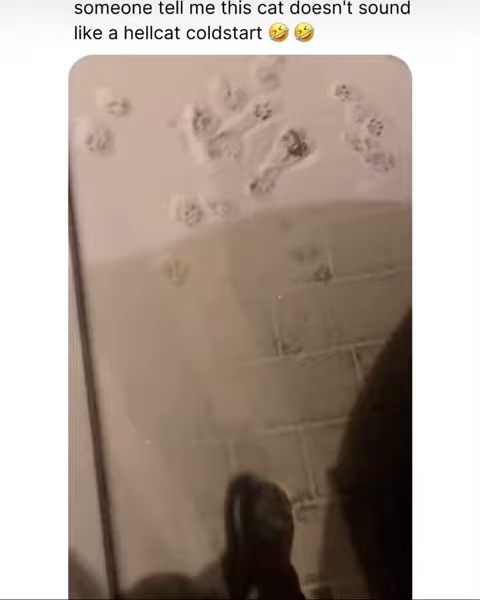 someone tell me this cat doesn't sound
like a hellcat coldstart 🤣 🤣